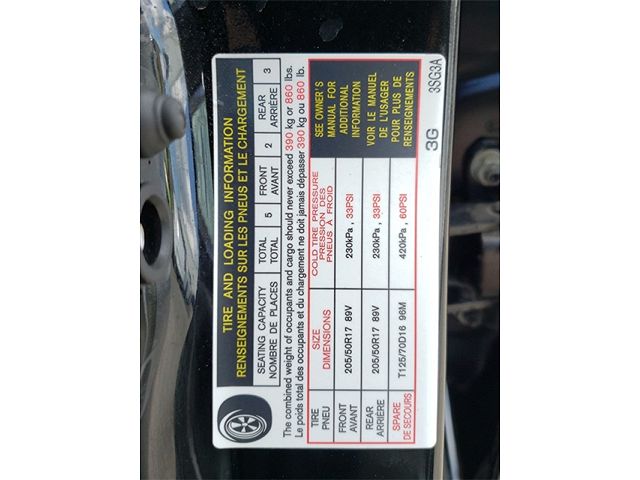 TIRE AND LOADING INFORMATION
RENSEIGNEMENTS SUR LES PNEUS ET LE CHARGEMENT
SEATING CAPACITY TOTAL 5 FRONT 2 REAR 3
NOMBRE DE PLACES TOTAL AVANT ARRIÈRE
The combined weight of occupants and cargo should never exceed 390 kg or 860 lbs.
Le poids total des occupants et du chargement ne doit jamais dépasser 390 kg ou 860 lb.
TIRE
PNEU
SIZE
DIMENSIONS
COLD TIRE PRESSURE
PRESSION DES
PNEUS À FROID
FRONT
AVANT
205/50R17 89V
230kPa, 33PSI
REAR
ARRIÈRE
205/50R17 89V
230kPa, 33PSI
SPARE
DE SECOURS
T125/70D16 96M
420kPa, 60PSI
SEE OWNER'S
MANUAL FOR
ADDITIONAL
INFORMATION
VOIR LE MANUEL
DE L'USAGER
POUR PLUS DE
RENSEIGNEMENTS
3G 3SG3A